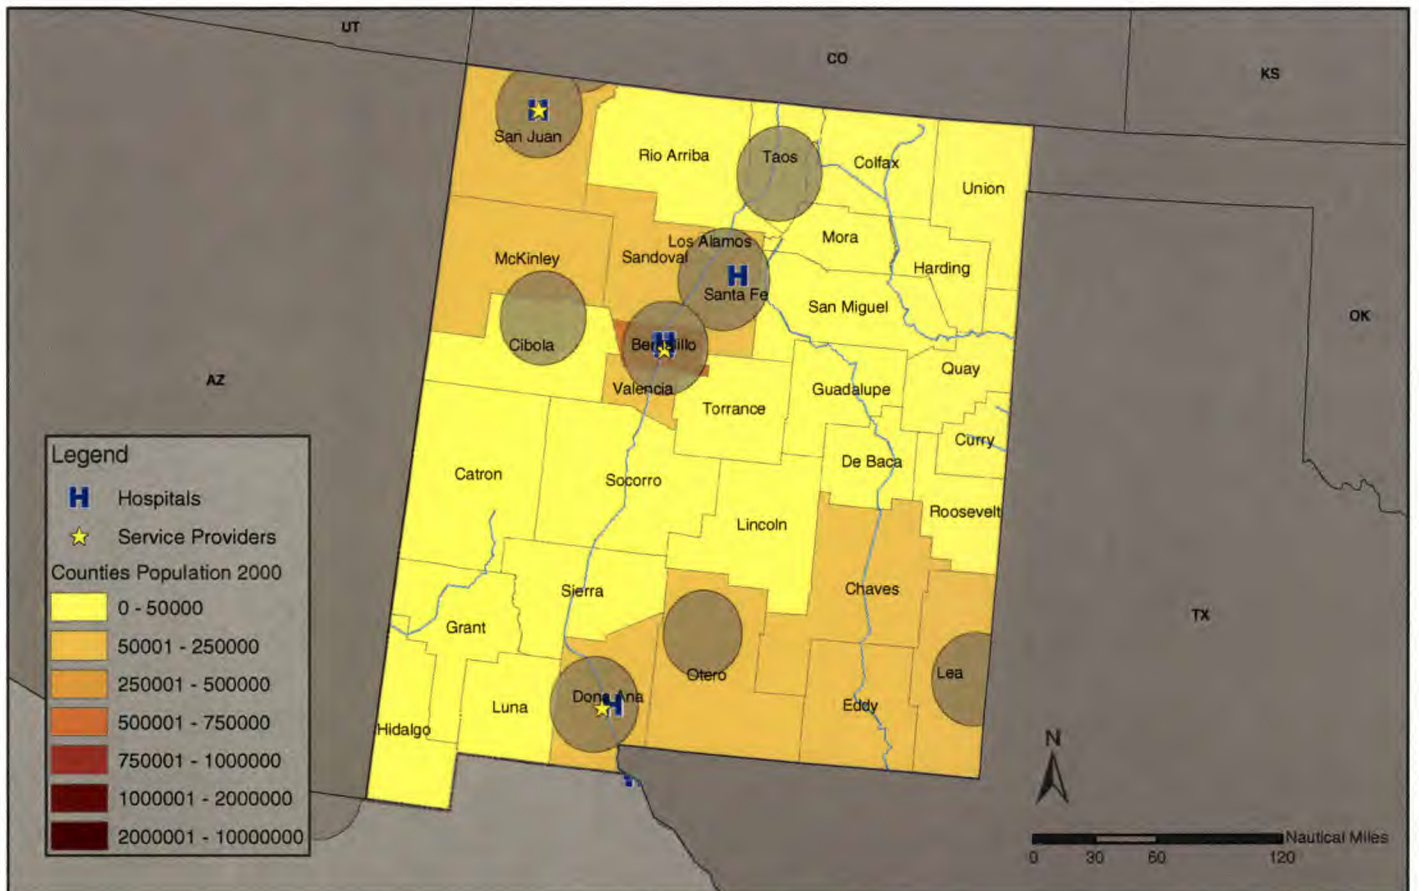 UT
CO
KS
San Juan
Rio Arriba
Taos
Colfax
Union
Los Alamos
Mora
McKinley
Sandoval
Harding
Santa Fe
San Miguel
OK
Cibola
Bernalillo
Quay
AZ
Valencia
Guadalupe
Torrance
Curry
Legend
De Baca
Catron
Socorro
H Hospitals
Roosevelt
Lincoln
Service Providers
Counties Population 2000
Sierra
Chaves
0 - 50000
TX
Grant
50001 - 250000
Otero
Lea
250001 - 500000
Dona Ana
Luna
Eddy
500001 - 750000
Hidalgo
N
750001 - 1000000
1000001 - 2000000
2000001 - 10000000
Nautical Miles
0 30 60 120
H
H
H
H